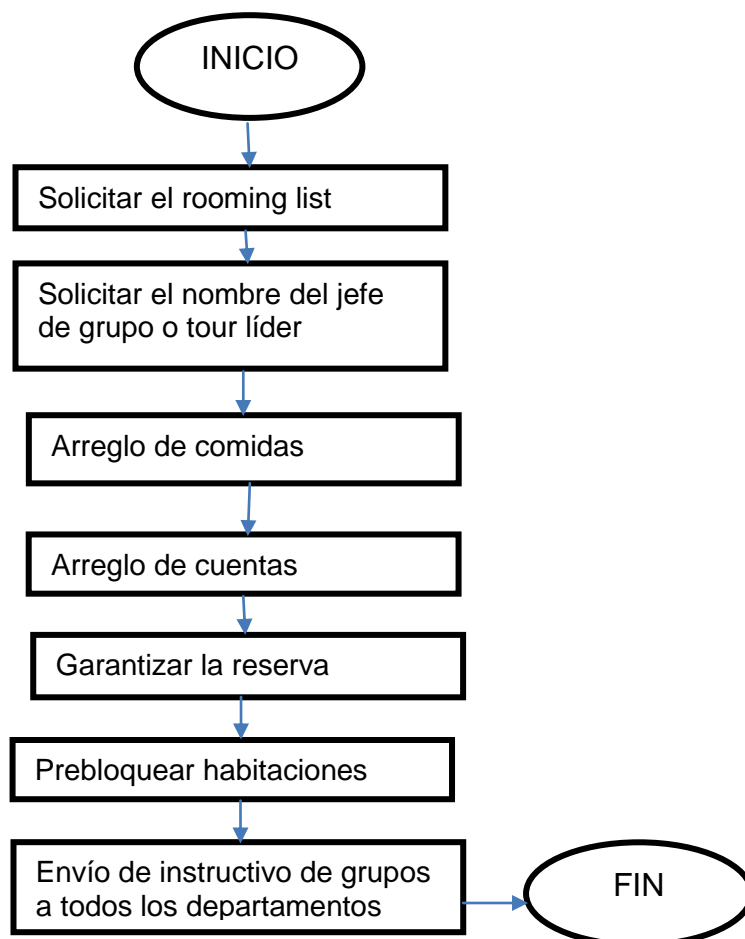 INICIO
Solicitar el rooming list
Solicitar el nombre del jefe
de grupo o tour líder
Arreglo de comidas
Arreglo de cuentas
Garantizar la reserva
Prebloquear habitaciones
Envío de instructivo de grupos
a todos los departamentos
FIN